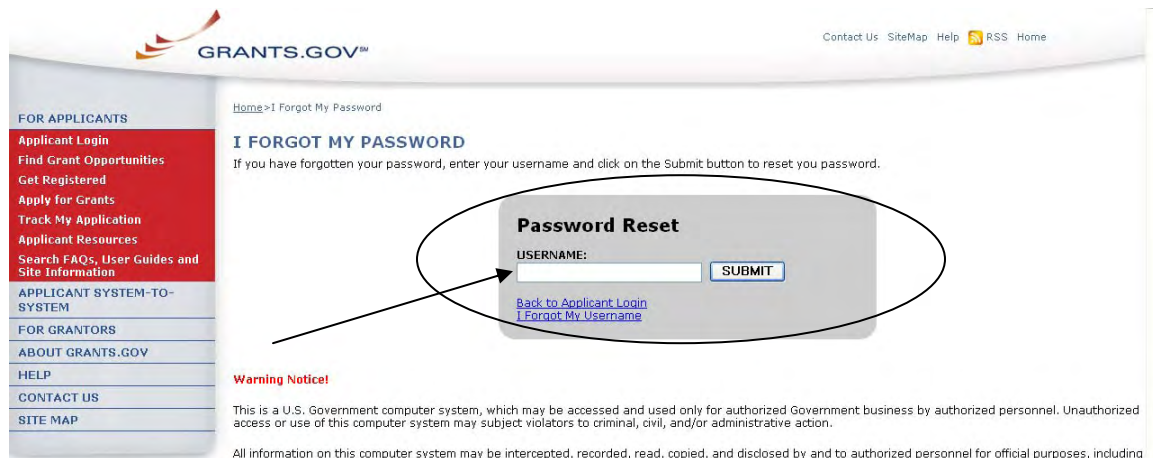 GRANTS.GOV℠
Contact Us SiteMap Help RSS Home
FOR APPLICANTS
Applicant Login
Find Grant Opportunities
Get Registered
Apply for Grants
Track My Application
Applicant Resources
Search FAQs, User Guides and
Site Information
APPLICANT SYSTEM-TO-
SYSTEM
FOR GRANTORS
ABOUT GRANTS.GOV
HELP
CONTACT US
SITE MAP
Home>I Forgot My Password
I FORGOT MY PASSWORD
If you have forgotten your password, enter your username and click on the Submit button to reset you password.
Password Reset
USERNAME:
SUBMIT
Back to Applicant Login
I Forgot My Username
Warning Notice!
This is a U.S. Government computer system, which may be accessed and used only for authorized Government business by authorized personnel. Unauthorized
access or use of this computer system may subject violators to criminal, civil, and/or administrative action.
All information on this computer system may be intercepted, recorded, read, copied, and disclosed by and to authorized personnel for official purposes, including